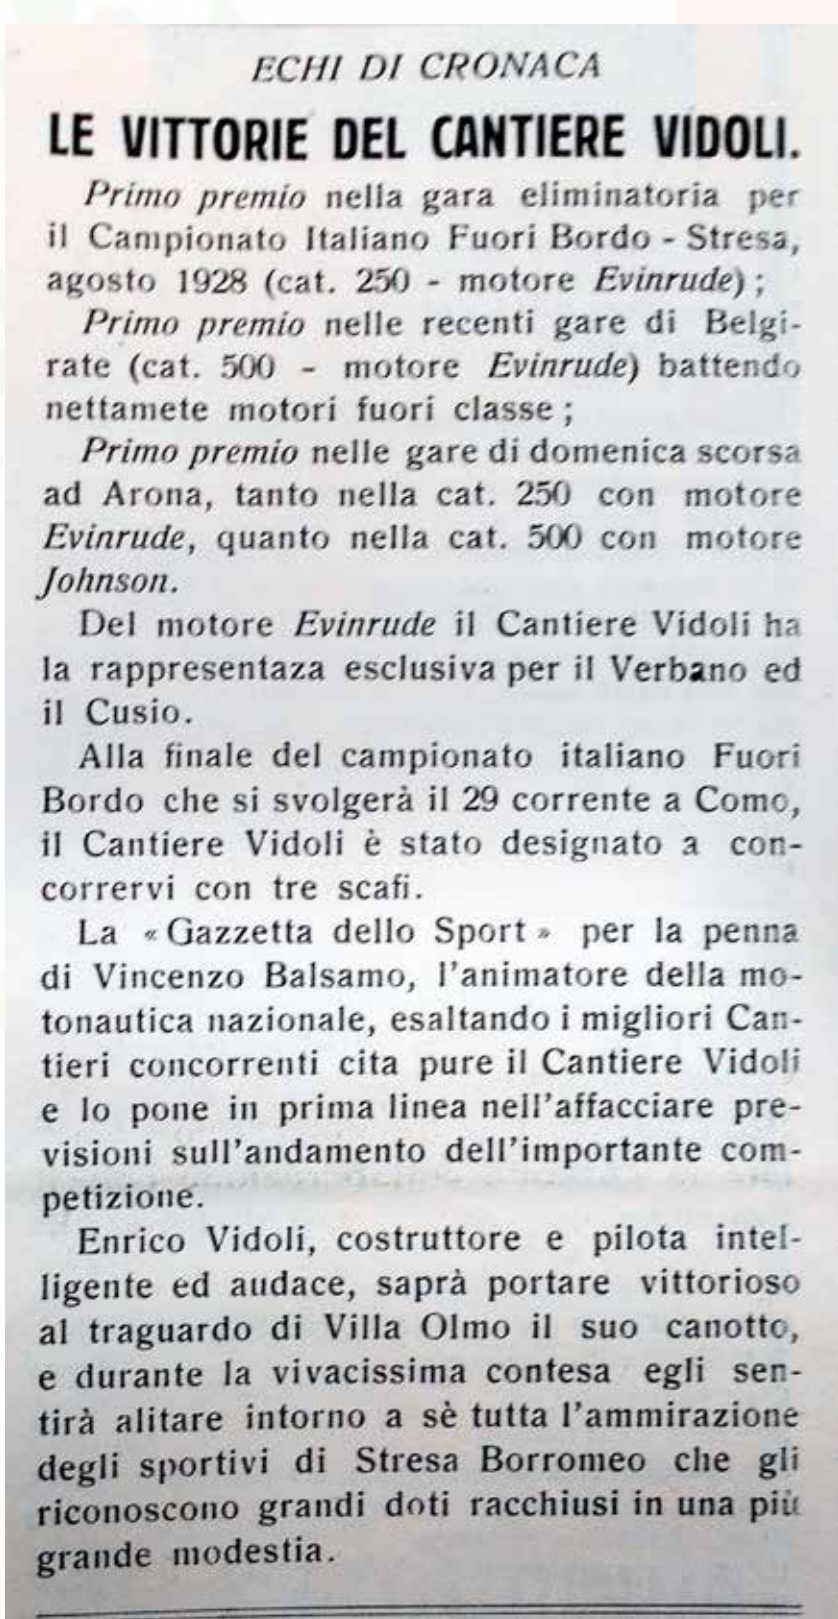 ECHI DI CRONACA
LE VITTORIE DEL CANTIERE VIDOLI.
Primo premio nella gara eliminatoria per
il Campionato Italiano Fuori Bordo - Stresa,
agosto 1928 (cat. 250 - motore Evinrude) ;
Primo premio nelle recenti gare di Belgi-
rate (cat. 500 - motore Evinrude) battendo
nettamete motori fuori classe ;
Primo premio nelle gare di domenica scorsa
ad Arona, tanto nella cat. 250 con motore
Evinrude, quanto nella cat. 500 con motore
Johnson.
Del motore Evinrude il Cantiere Vidoli ha
la rappresentaza esclusiva per il Verbano ed
il Cusio.
Alla finale del campionato italiano Fuori
Bordo che si svolgerà il 29 corrente a Como,
il Cantiere Vidoli è stato designato a con-
corrervi con tre scafi.
La « Gazzetta dello Sport » per la penna
di Vincenzo Balsamo, l'animatore della mo-
tonautica nazionale, esaltando i migliori Can-
tieri concorrenti cita pure il Cantiere Vidoli
e lo pone in prima linea nell'affacciare pre-
visioni sull'andamento dell'importante com-
petizione.
Enrico Vidoli, costruttore e pilota intel-
ligente ed audace, saprà portare vittorioso
al traguardo di Villa Olmo il suo canotto,
e durante la vivacissima contesa egli sen-
tirà alitare intorno a sè tutta l'ammirazione
degli sportivi di Stresa Borromeo che gli
riconoscono grandi doti racchiusi in una più
grande modestia.